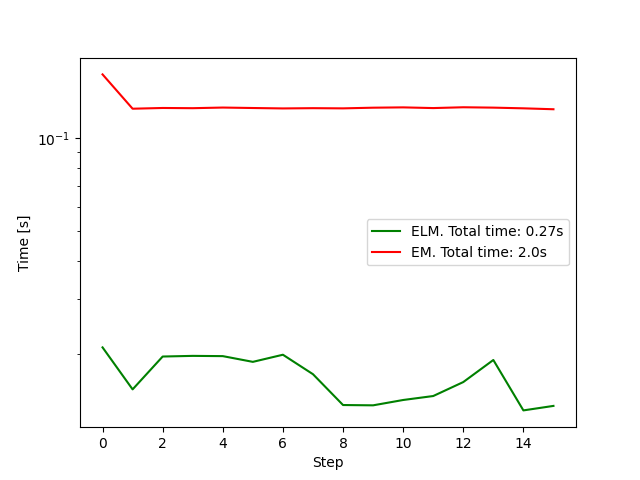 10⁻¹
Time [s]
ELM. Total time: 0.27s
EM. Total time: 2.0s
0 2 4 6 8 10 12 14
Step